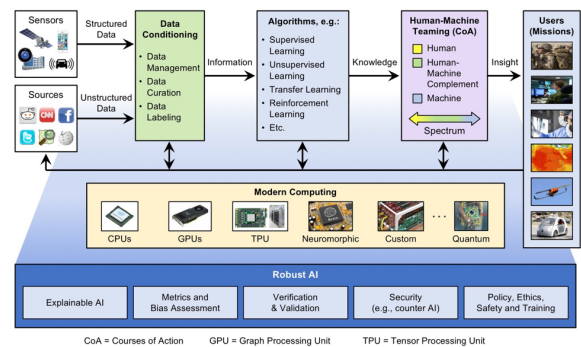 Sensors
Structured
Data
Sources
Unstructured
Data
CNN
Data
Conditioning
• Data
Management
• Data
Curation
• Data
Labeling
Information
Algorithms, e.g.:
• Supervised
Learning
• Unsupervised
Learning
• Transfer Learning
• Reinforcement
Learning
• Etc.
Knowledge
Human-Machine
Teaming (CoA)
Human
Human-
Machine
Complement
Machine
Spectrum
Insight
Users
(Missions)
Modern Computing
CPUs
GPUs
TPU
Neuromorphic
Custom
. . .
Quantum
Robust AI
Explainable AI
Metrics and
Bias Assessment
Verification
& Validation
Security
(e.g., counter AI)
Policy, Ethics,
Safety and Training
CoA = Courses of Action GPU = Graph Processing Unit TPU = Tensor Processing Unit